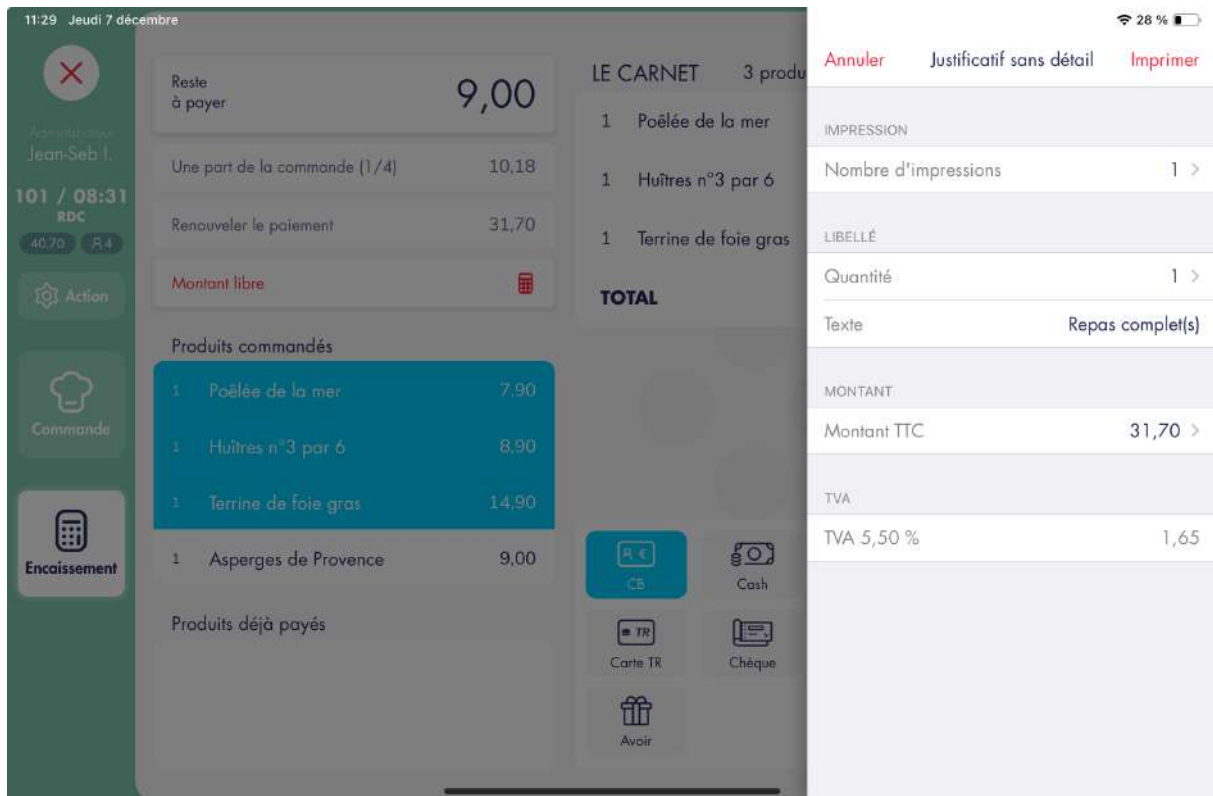 11:29 Jeudi 7 décembre
28 %
Administrateur
Jean-Seb I.
101 / 08:31
RDC
40,70 4
Action
Commande
Encaissement
Reste
à payer
9,00
Une part de la commande (1/4) 10,18
Renouveler le paiement 31,70
Montant libre
Produits commandés
1 Poêlée de la mer 7,90
1 Huîtres n°3 par 6 8,90
1 Terrine de foie gras 14,90
1 Asperges de Provence 9,00
Produits déjà payés
LE CARNET 3 produ
1 Poêlée de la mer
1 Huîtres n°3 par 6
1 Terrine de foie gras
TOTAL
€
CB
Cash
TR
Carte TR
Chèque
Avoir
Annuler Justificatif sans détail Imprimer
IMPRESSION
Nombre d'impressions 1 >
LIBELLÉ
Quantité 1 >
Texte Repas complet(s)
MONTANT
Montant TTC 31,70 >
TVA
TVA 5,50 % 1,65